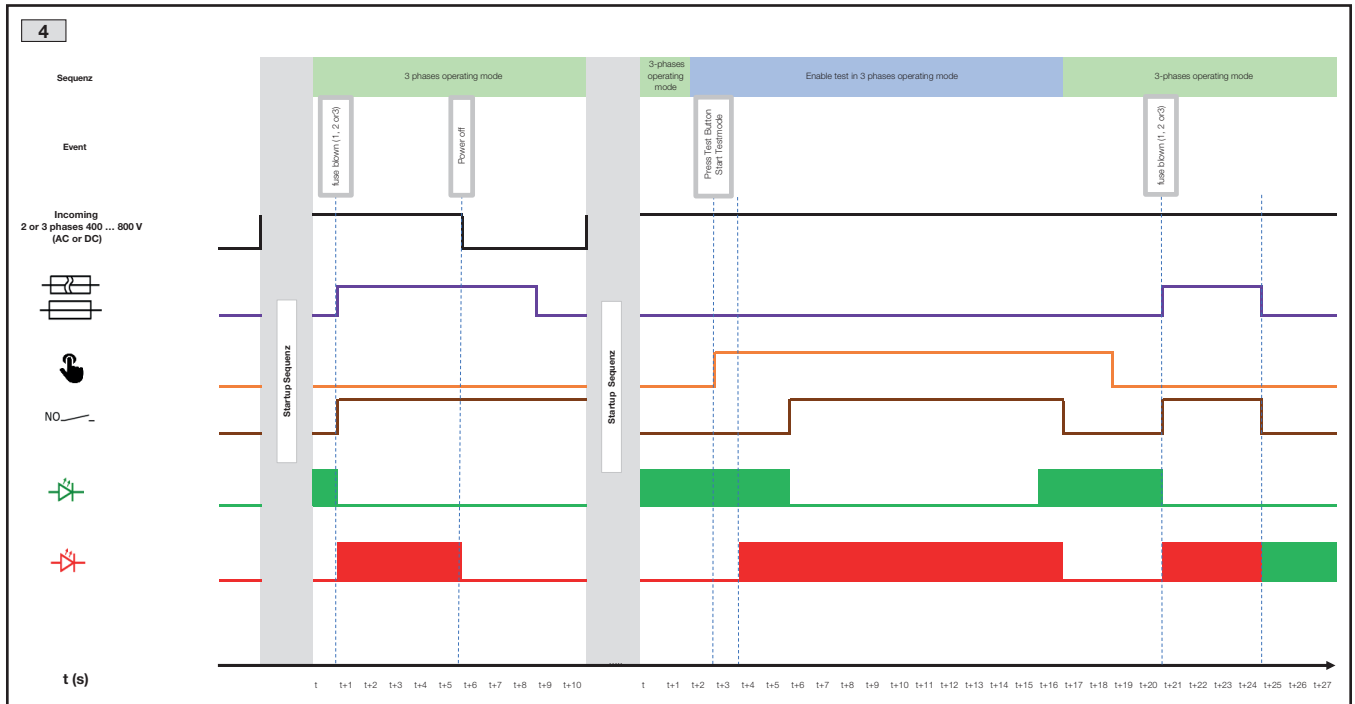 4
Sequenz
3 phases operating mode
3-phases
operating
mode
Enable test in 3 phases operating mode
3-phases operating mode
Event
fuse blown (1, 2 or3)
Power off
Press Test Button
Start Testmode
fuse blown (1, 2 or3)
Incoming
2 or 3 phases 400 ... 800 V
(AC or DC)
Startup Sequenz
Startup Sequenz
NO
.....
t (s)
t t+1 t+2 t+3 t+4 t+5 t+6 t+7 t+8 t+9 t+10 t t+1 t+2 t+3 t+4 t+5 t+6 t+7 t+8 t+9 t+10 t+11 t+12 t+13 t+14 t+15 t+16 t+17 t+18 t+19 t+20 t+21 t+22 t+23 t+24 t+25 t+26 t+27